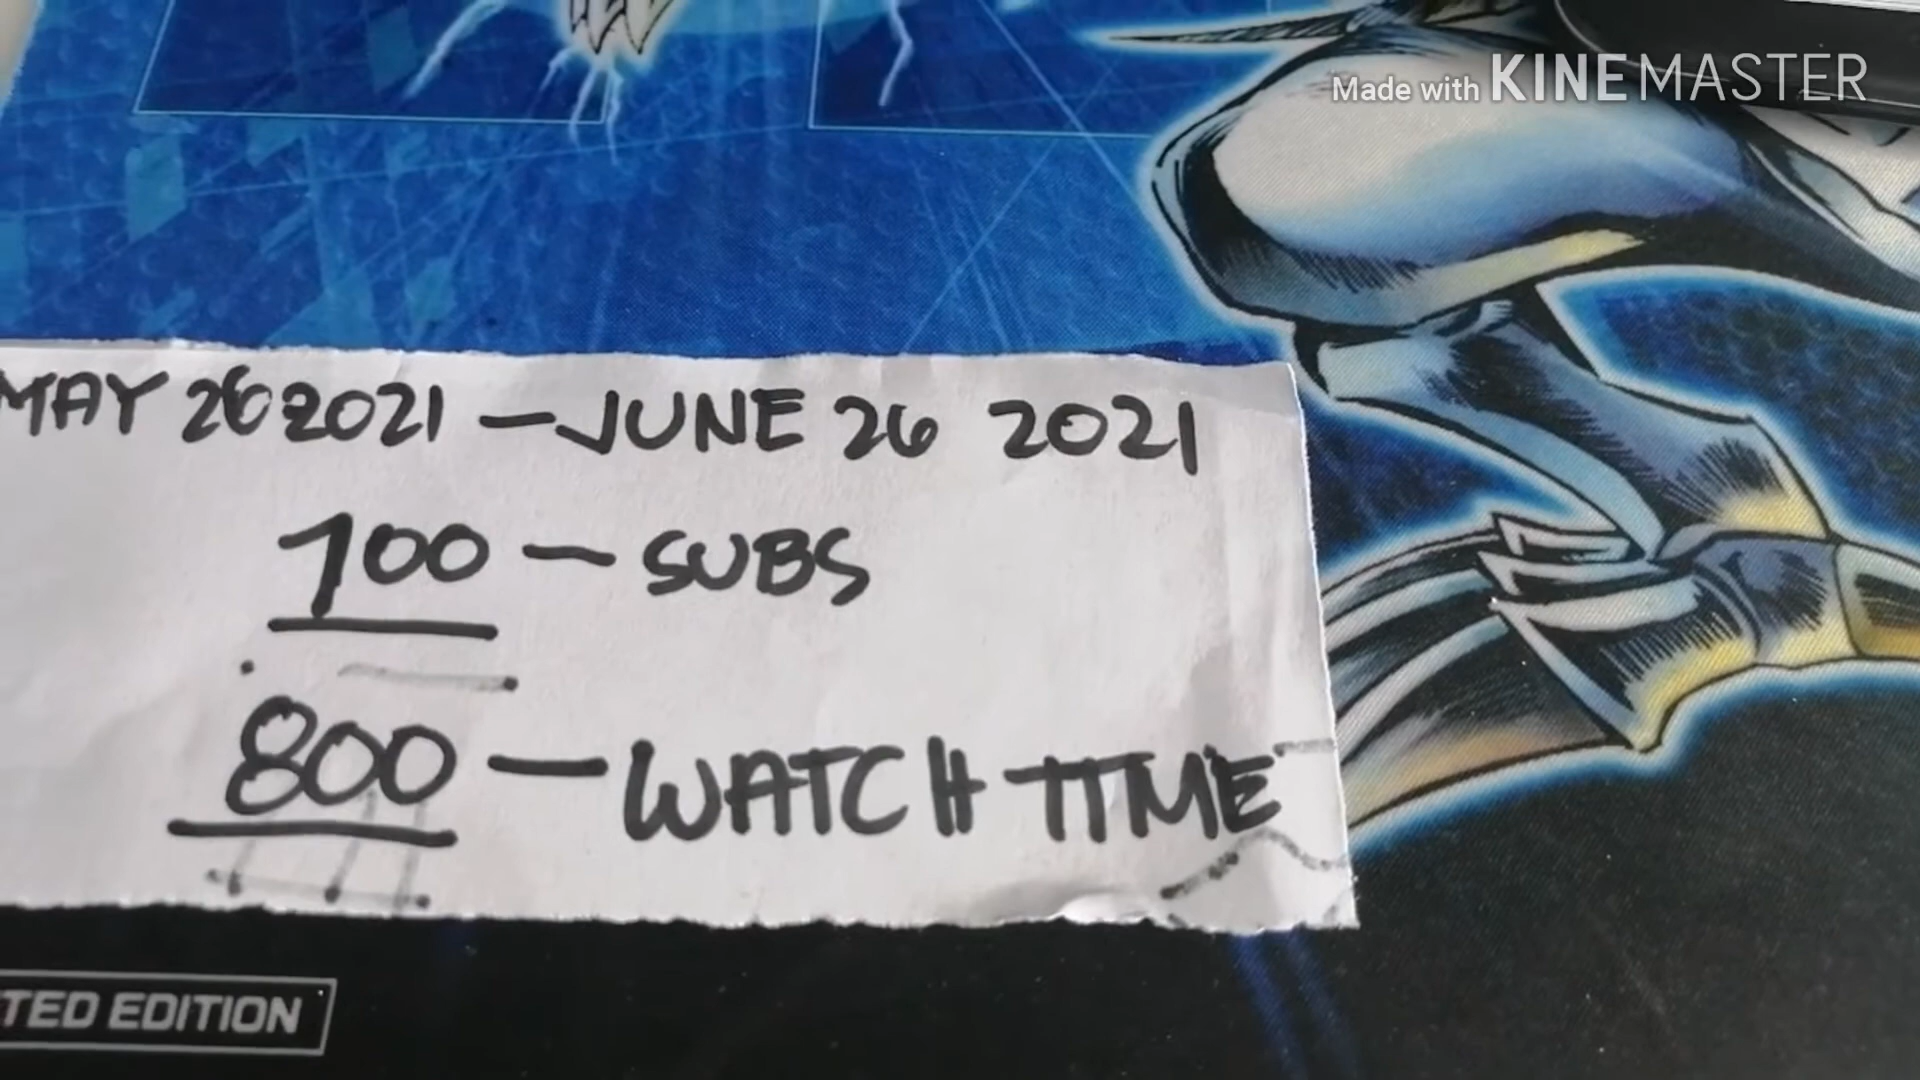 Made with KINEMASTER
MAY 26 2021 — JUNE 26 2021
100 — SUBS
800 — WATCH TIME
TED EDITION